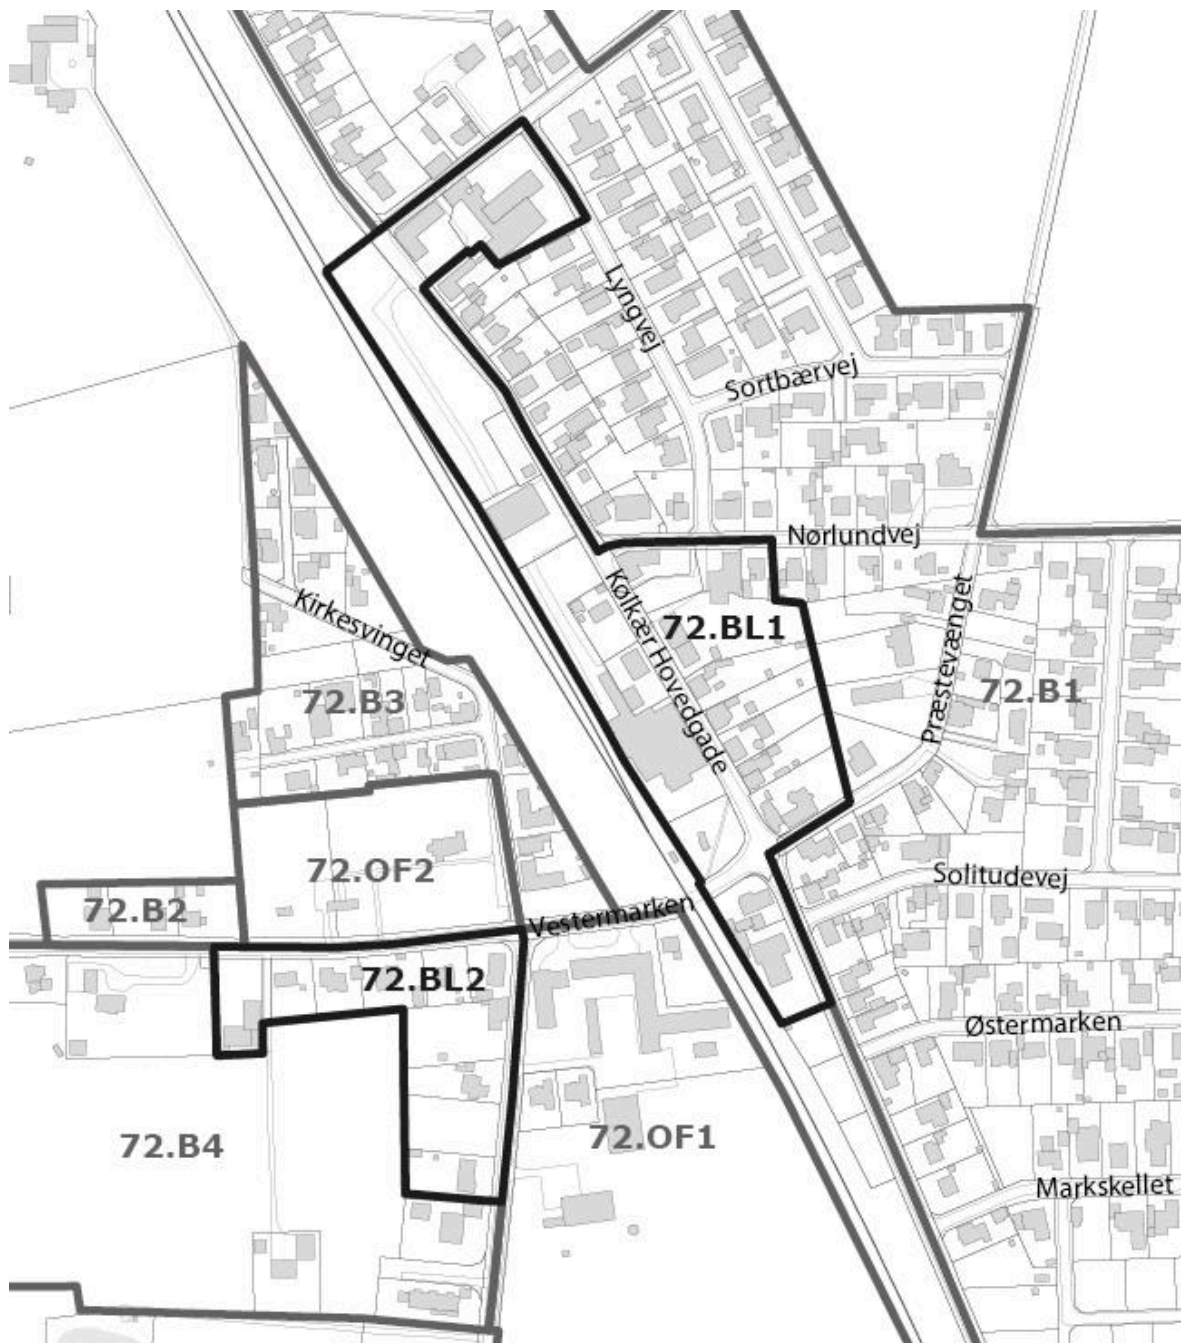 Lyngvej
Sortbærvej
Nørlundvej
Kirkesvinget
Kølkær Hovedgade
72.BL1
Præstevænget
72.B3
72.B1
72.OF2
Solitudevej
72.B2
Vestermarken
72.BL2
Østermarken
72.B4
72.OF1
Markskellet